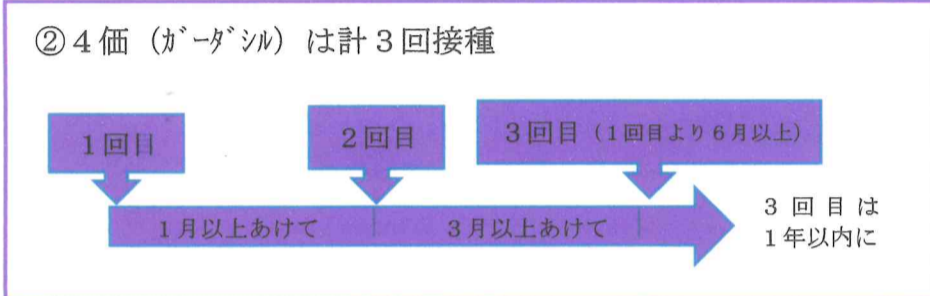 ②４価（ｶﾞｰﾀﾞｼﾙ）は計３回接種
１回目
２回目
３回目（１回目より６月以上）
１月以上あけて
３月以上あけて
３回目は
１年以内に